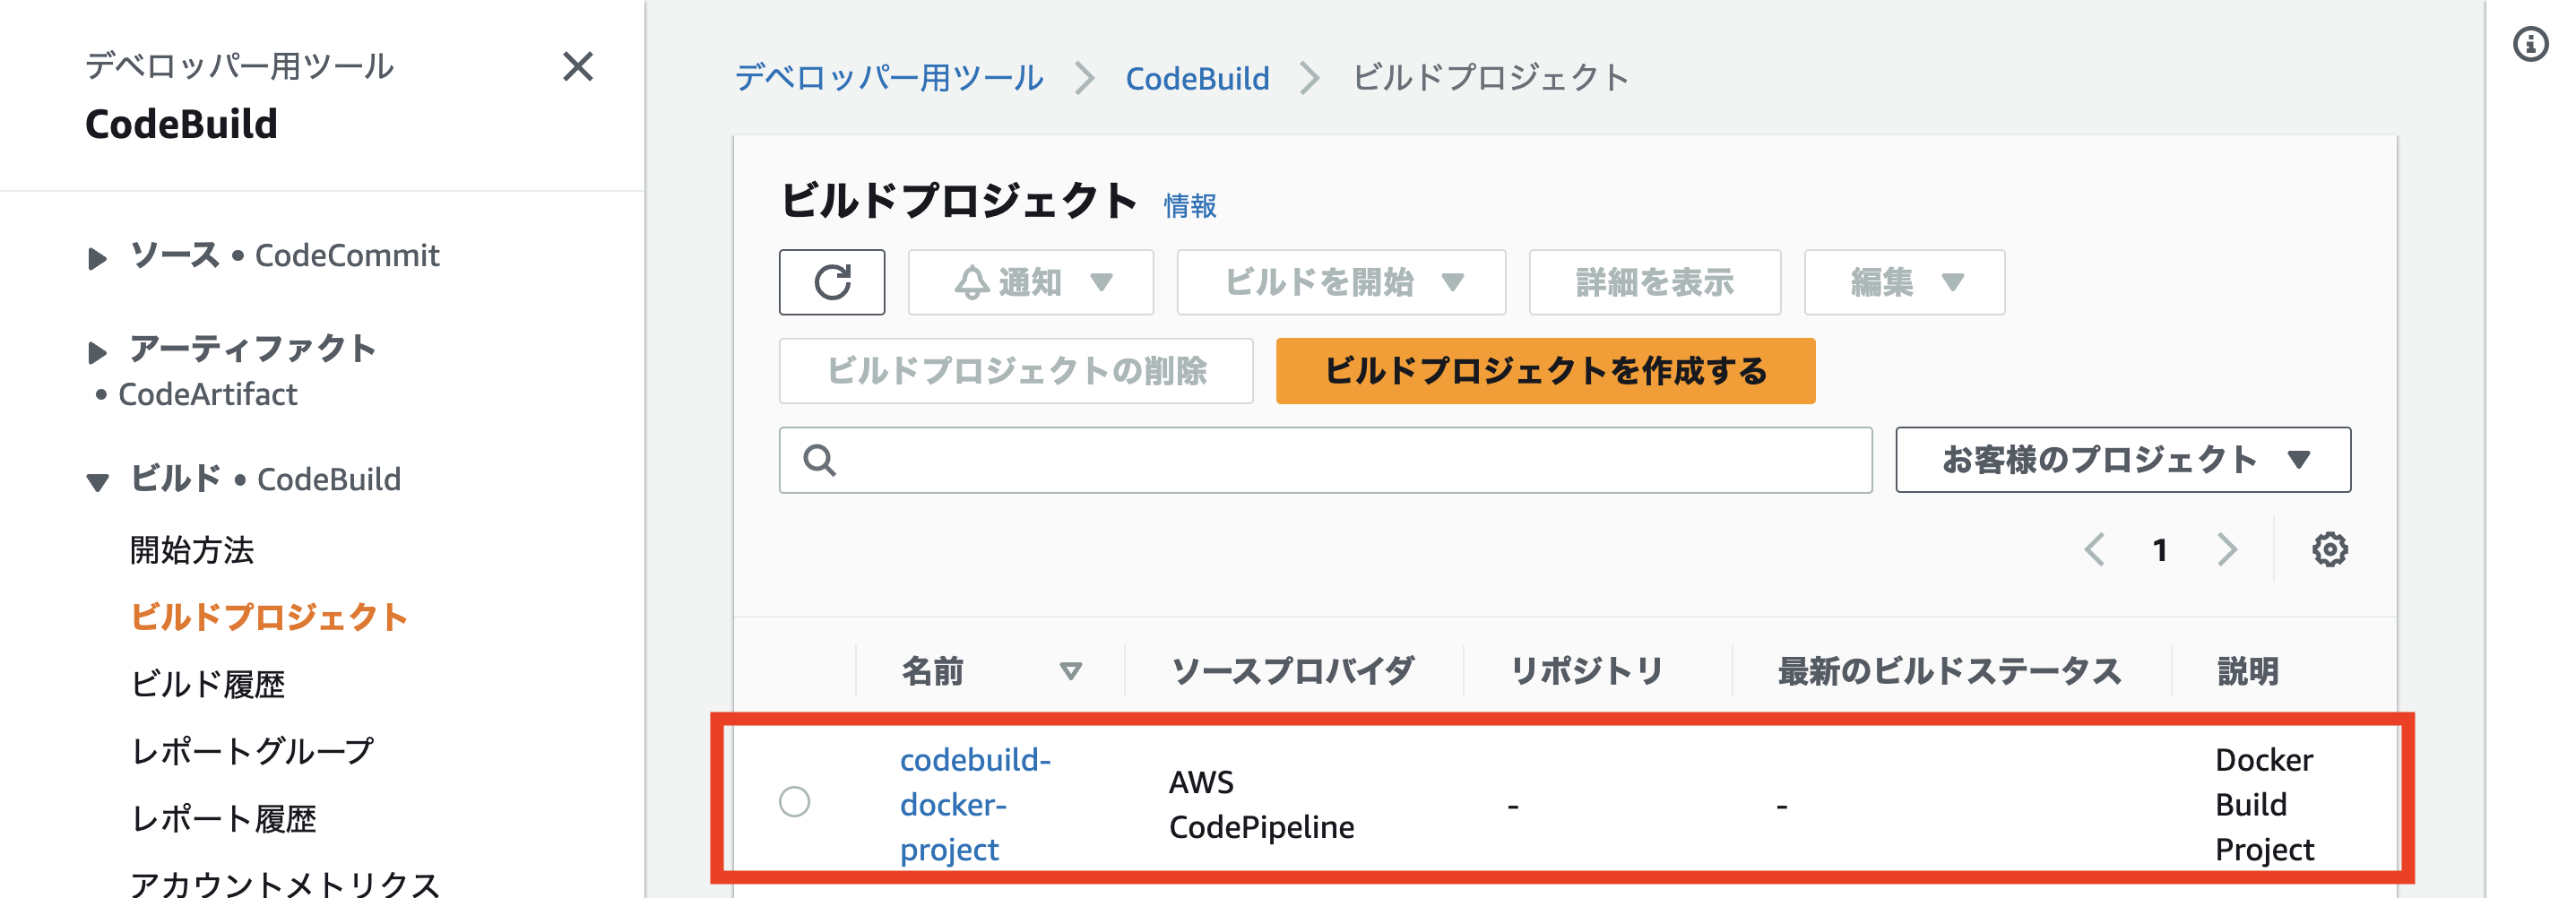 デベロッパー用ツール
CodeBuild
ソース • CodeCommit
アーティファクト
• CodeArtifact
ビルド • CodeBuild
開始方法
ビルドプロジェクト
ビルド履歴
レポートグループ
レポート履歴
アカウントメトリクス
デベロッパー用ツール > CodeBuild > ビルドプロジェクト
ビルドプロジェクト 情報
通知 ビルドを開始 詳細を表示 編集
ビルドプロジェクトの削除 ビルドプロジェクトを作成する
お客様のプロジェクト
1
名前 ソースプロバイダ リポジトリ 最新のビルドステータス 説明
codebuild-
docker-
project
AWS
CodePipeline
-
-
Docker
Build
Project